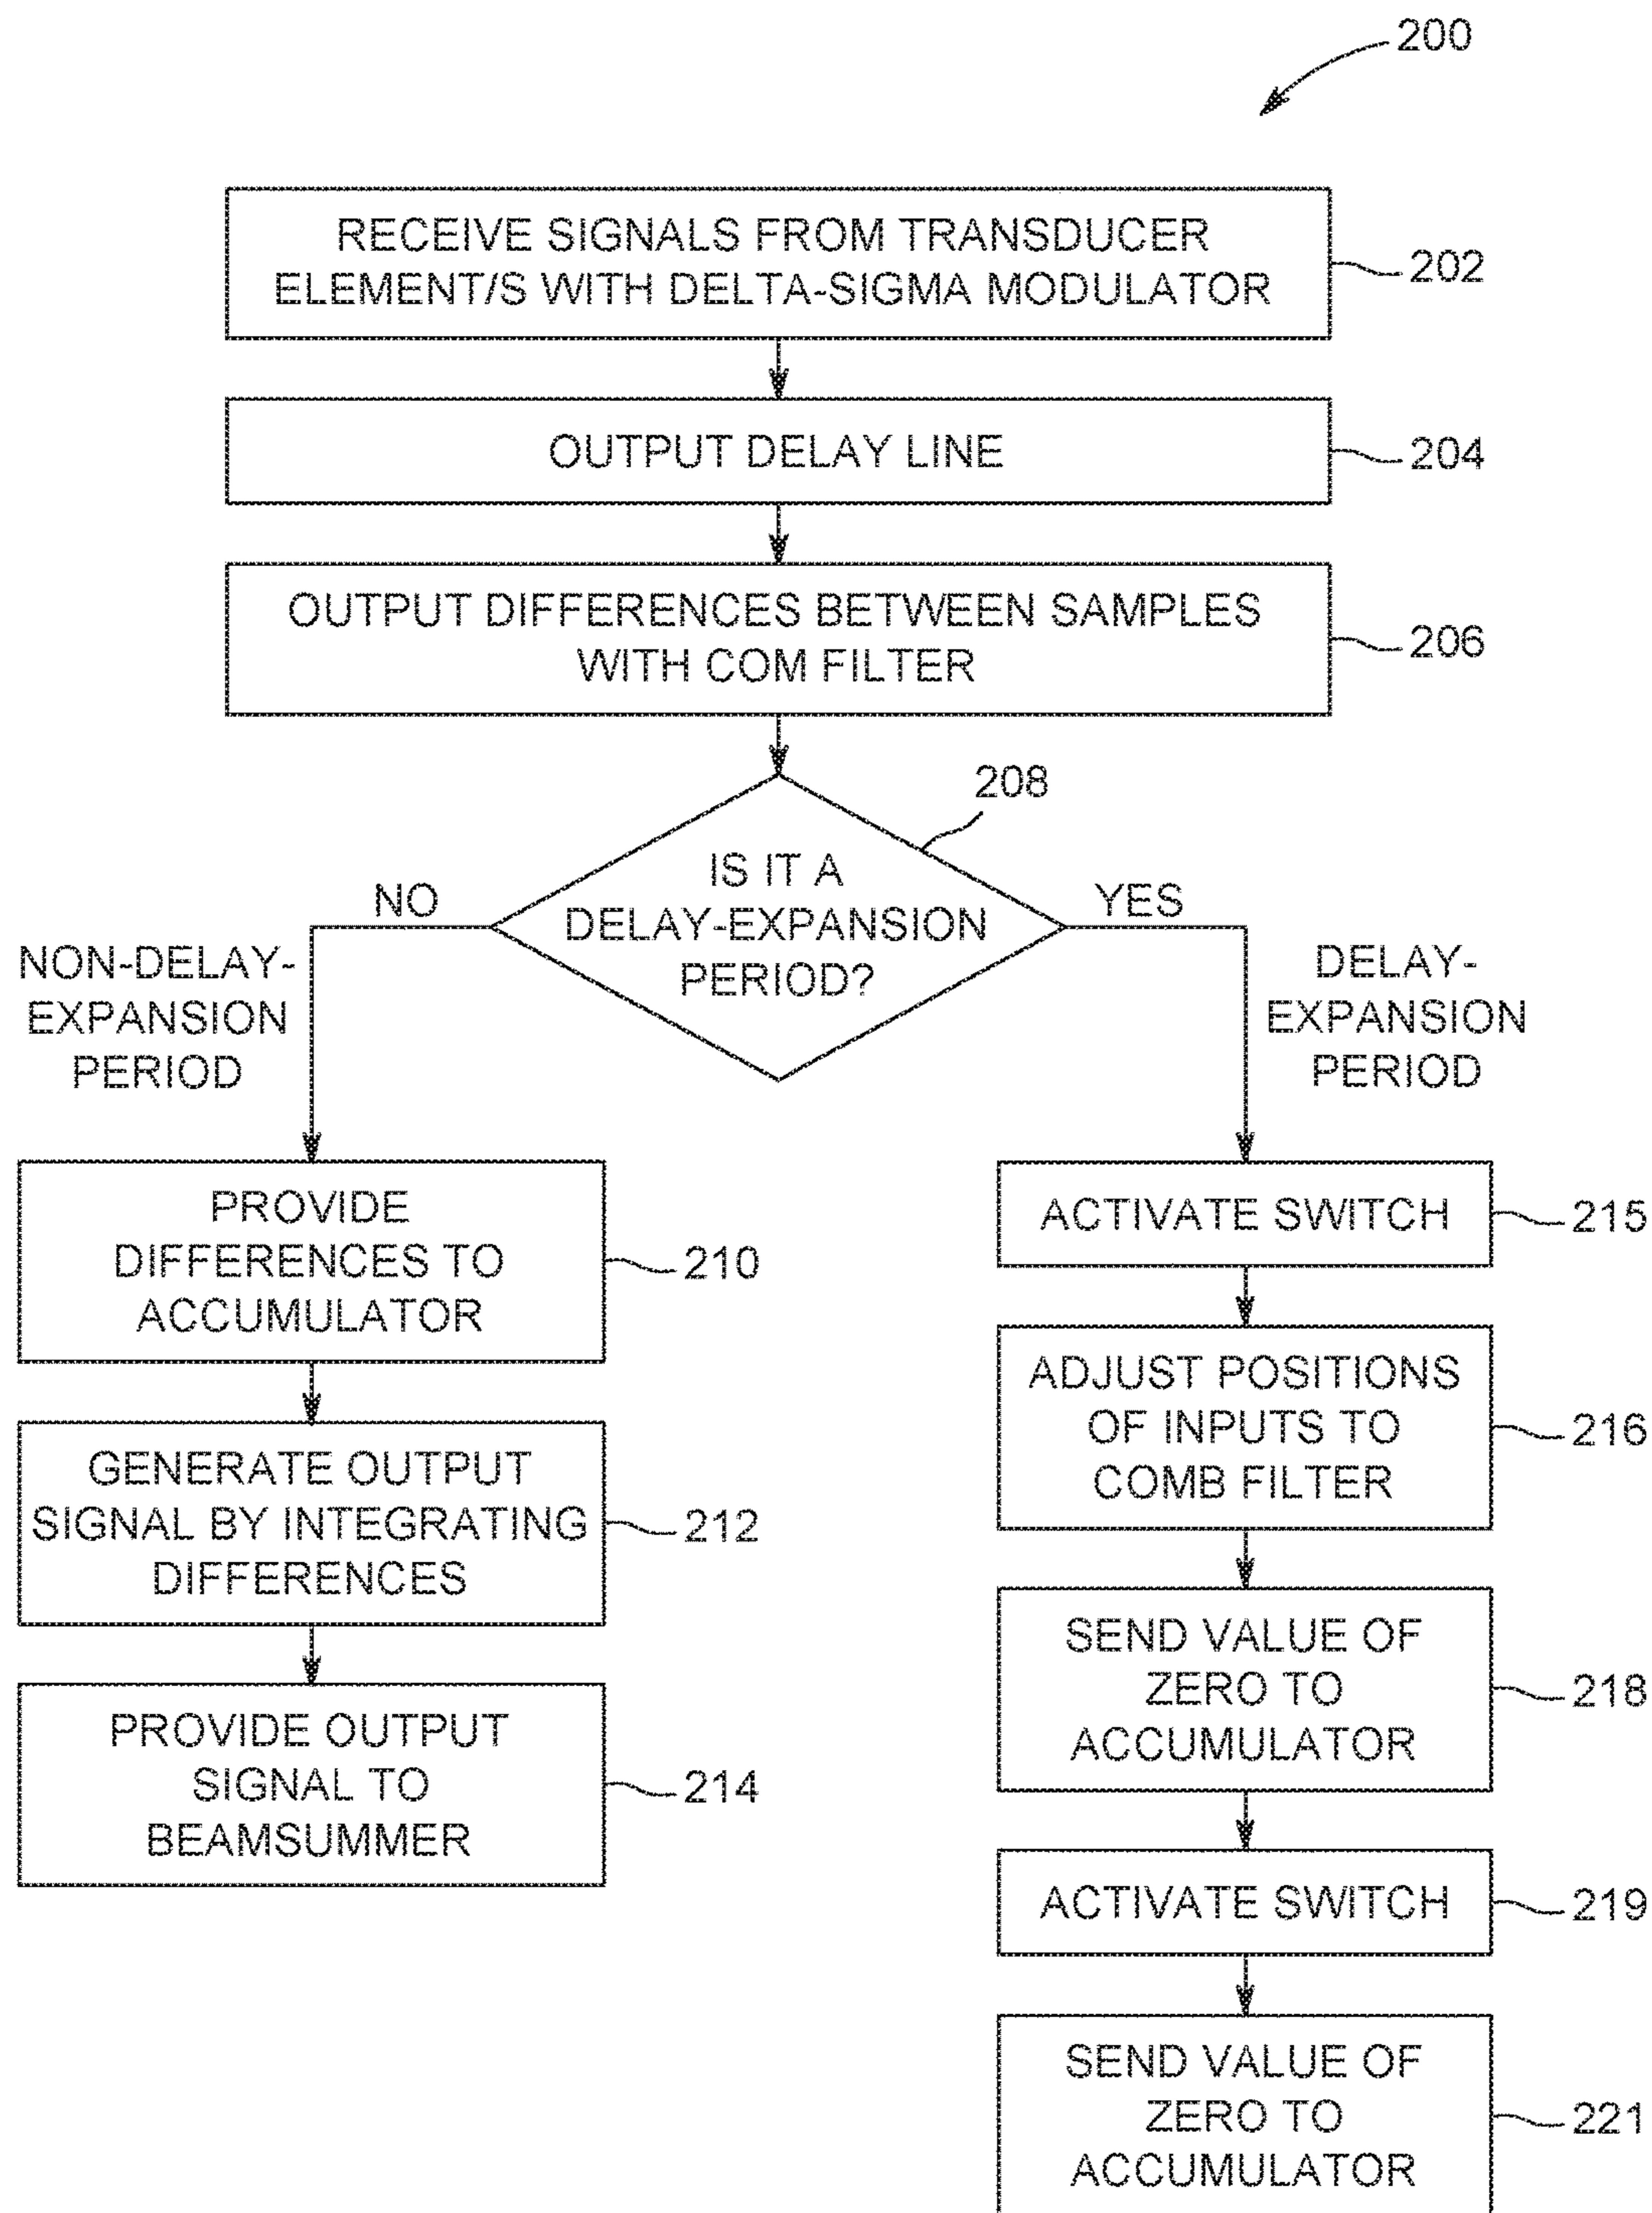 200
RECEIVE SIGNALS FROM TRANSDUCER
ELEMENT/S WITH DELTA-SIGMA MODULATOR
202
OUTPUT DELAY LINE
204
OUTPUT DIFFERENCES BETWEEN SAMPLES
WITH COM FILTER
206
208
IS IT A
DELAY-EXPANSION
PERIOD?
NO
NON-DELAY-
EXPANSION
PERIOD
YES
DELAY-
EXPANSION
PERIOD
PROVIDE
DIFFERENCES TO
ACCUMULATOR
210
GENERATE OUTPUT
SIGNAL BY INTEGRATING
DIFFERENCES
212
PROVIDE OUTPUT
SIGNAL TO
BEAMSUMMER
214
ACTIVATE SWITCH
215
ADJUST POSITIONS
OF INPUTS TO
COMB FILTER
216
SEND VALUE OF
ZERO TO
ACCUMULATOR
218
ACTIVATE SWITCH
219
SEND VALUE OF
ZERO TO
ACCUMULATOR
221